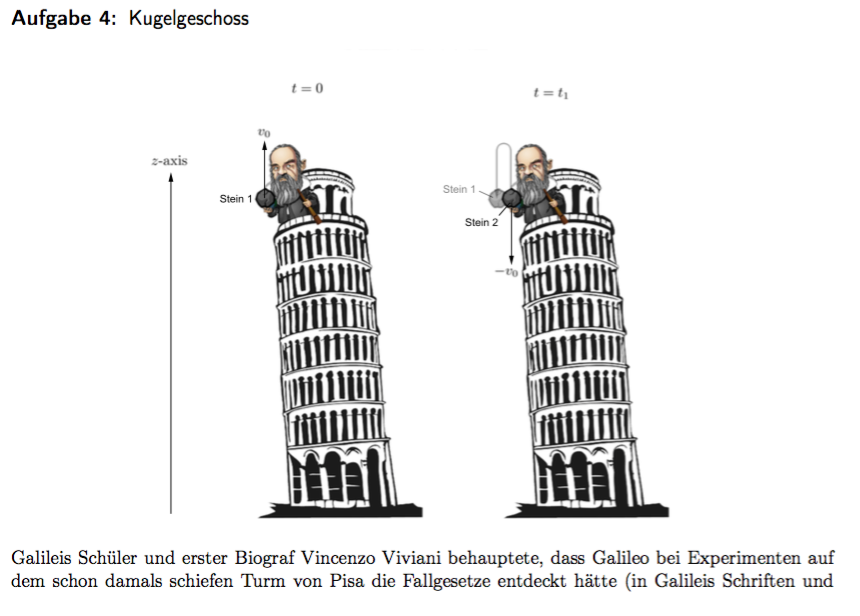 Aufgabe 4: Kugelgeschoss
t = 0
t = t₁
v₀
z-axis
Stein 1
Stein 1
Stein 2
−v₀
Galileis Schüler und erster Biograf Vincenzo Viviani behauptete, dass Galileo bei Experimenten auf
dem schon damals schiefen Turm von Pisa die Fallgesetze entdeckt hätte (in Galileis Schriften und